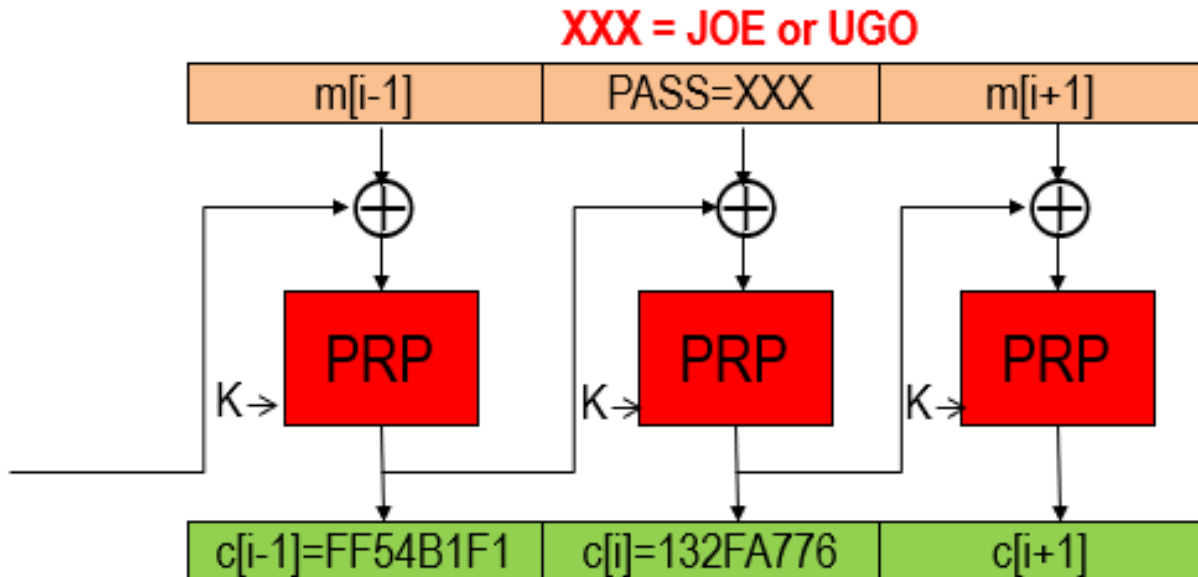 XXX = JOE or UGO
m[i-1] PASS=XXX m[i+1]
PRP PRP PRP
K→ K→ K→
c[i-1]=FF54B1F1 c[i]=132FA776 c[i+1]